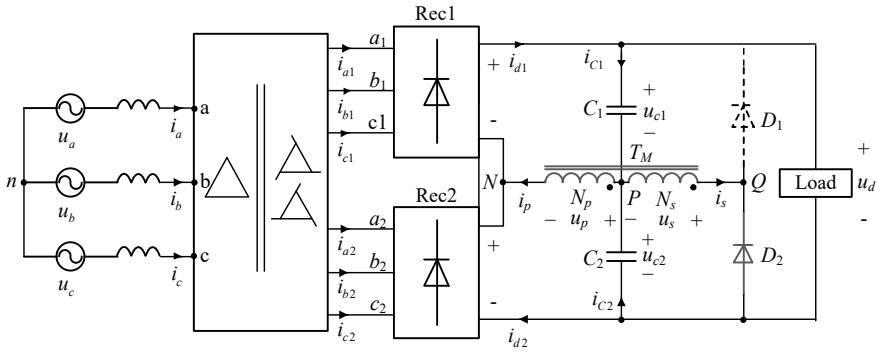 Rec1
a1
ia1
b1
ib1
c1
ic1
+
-
id1
iC1
C1
+
uc1
−
D1
ua
ia
a
n
ub
ib
b
uc
ic
c
TM
N
ip
Np
P
Ns
is
Q
− up + − us +
Load
+
ud
-
Rec2
a2
ia2
b2
ib2
c2
ic2
+
-
C2
+
uc2
−
iC2
D2
id2